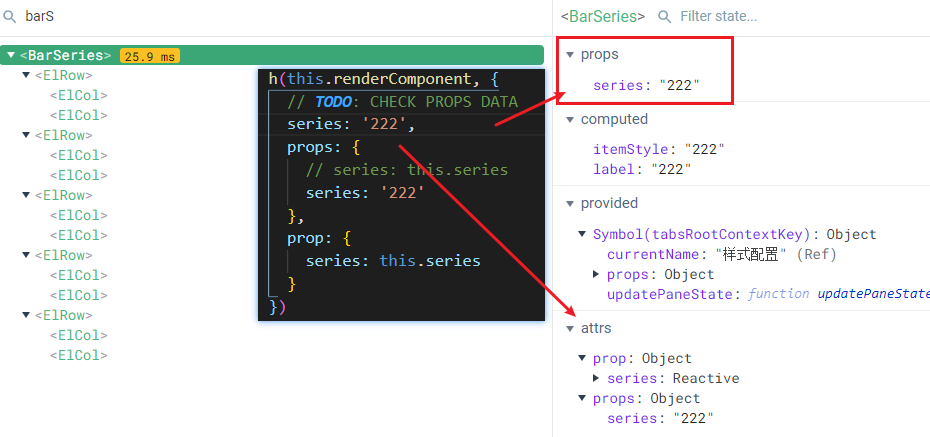 barS
<BarSeries> 25.9 ms
<ElRow>
<ElCol>
<ElCol>
<ElRow>
<ElCol>
<ElCol>
<ElRow>
<ElCol>
<ElCol>
<ElRow>
<ElCol>
<ElCol>
<ElRow>
<ElCol>
<ElCol>
h(this.renderComponent, {
// TODO: CHECK PROPS DATA
series: '222',
props: {
// series: this.series
series: '222'
},
prop: {
series: this.series
}
})
<BarSeries> Filter state...
props
series: "222"
computed
itemStyle: "222"
label: "222"
provided
Symbol(tabsRootContextKey): Object
currentName: "样式配置" (Ref)
props: Object
updatePaneState: function updatePaneState
attrs
prop: Object
series: Reactive
props: Object
series: "222"